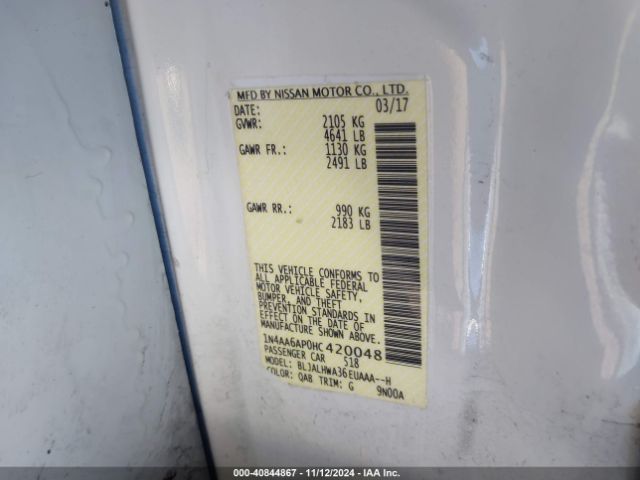 MFD BY NISSAN MOTOR CO., LTD.
DATE: 03/17
GVWR: 2105 KG
4641 LB
GAWR FR.: 1130 KG
2491 LB
GAWR RR.: 990 KG
2183 LB
THIS VEHICLE CONFORMS TO
ALL APPLICABLE FEDERAL
MOTOR VEHICLE SAFETY,
BUMPER, AND THEFT
PREVENTION STANDARDS IN
EFFECT ON THE DATE OF
MANUFACTURE SHOWN ABOVE.
1N4AA6AP0HC420048
PASSENGER CAR 518
MODEL: BLJALHWA36EUAAA--H
COLOR: QAB TRIM: G 9N00A
000-40844867 - 11/12/2024 - IAA Inc.